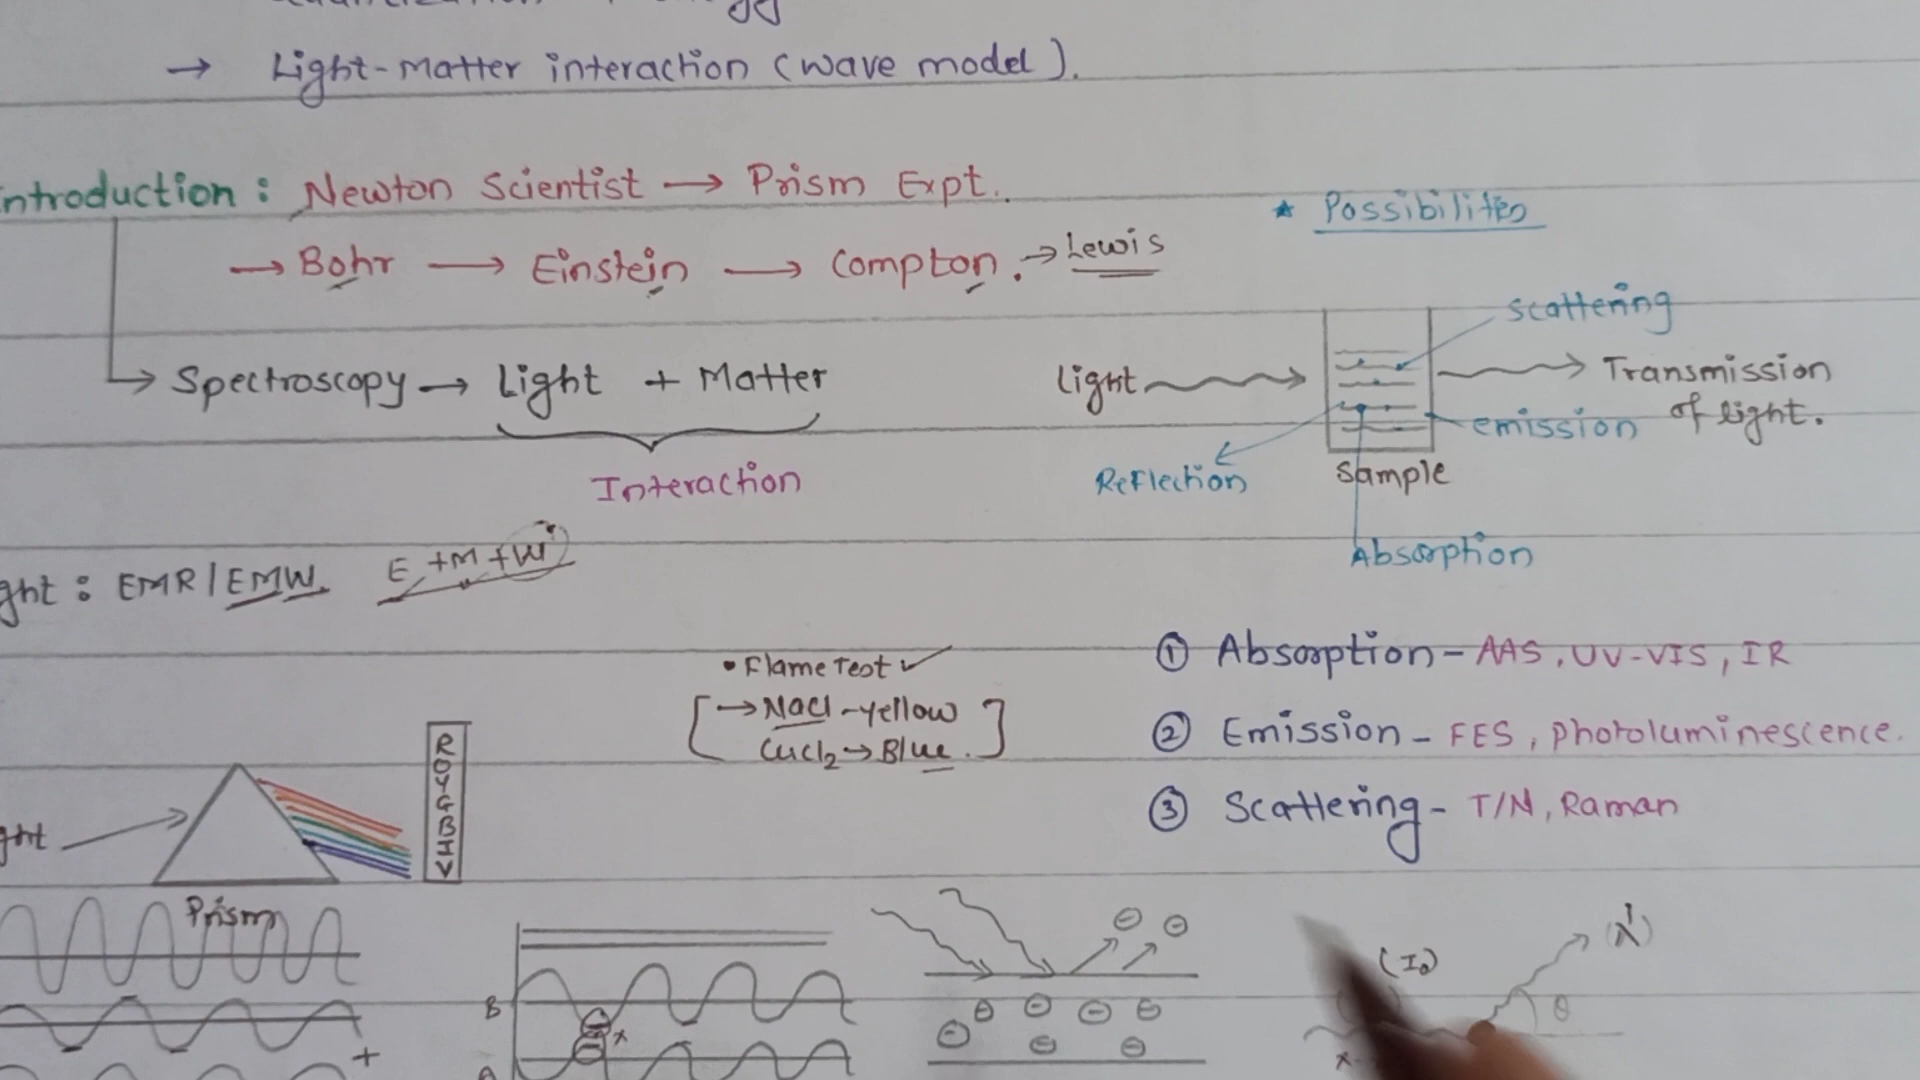 → Light-Matter interaction (wave model).
introduction : Newton Scientist → Prism Expt.
→ Bohr → Einstein → Compton. → Lewis
Spectroscopy → Light + Matter
Interaction
* Possibilites
scattering
Light
Transmission of light.
emission
Reflection
Sample
Absorption
ght : EMR / EMW. E + M + W
• Flame Test ✓
[→ NaCl - yellow
CuCl2 → Blue.]
① Absorption - AAS, UV-VIS, IR
② Emission - FES, Photoluminescence.
③ Scattering - T/N, Raman
R
O
Y
G
B
I
V
ght
Prism
B
A
x
+
(I0)
(λ')
θ
x